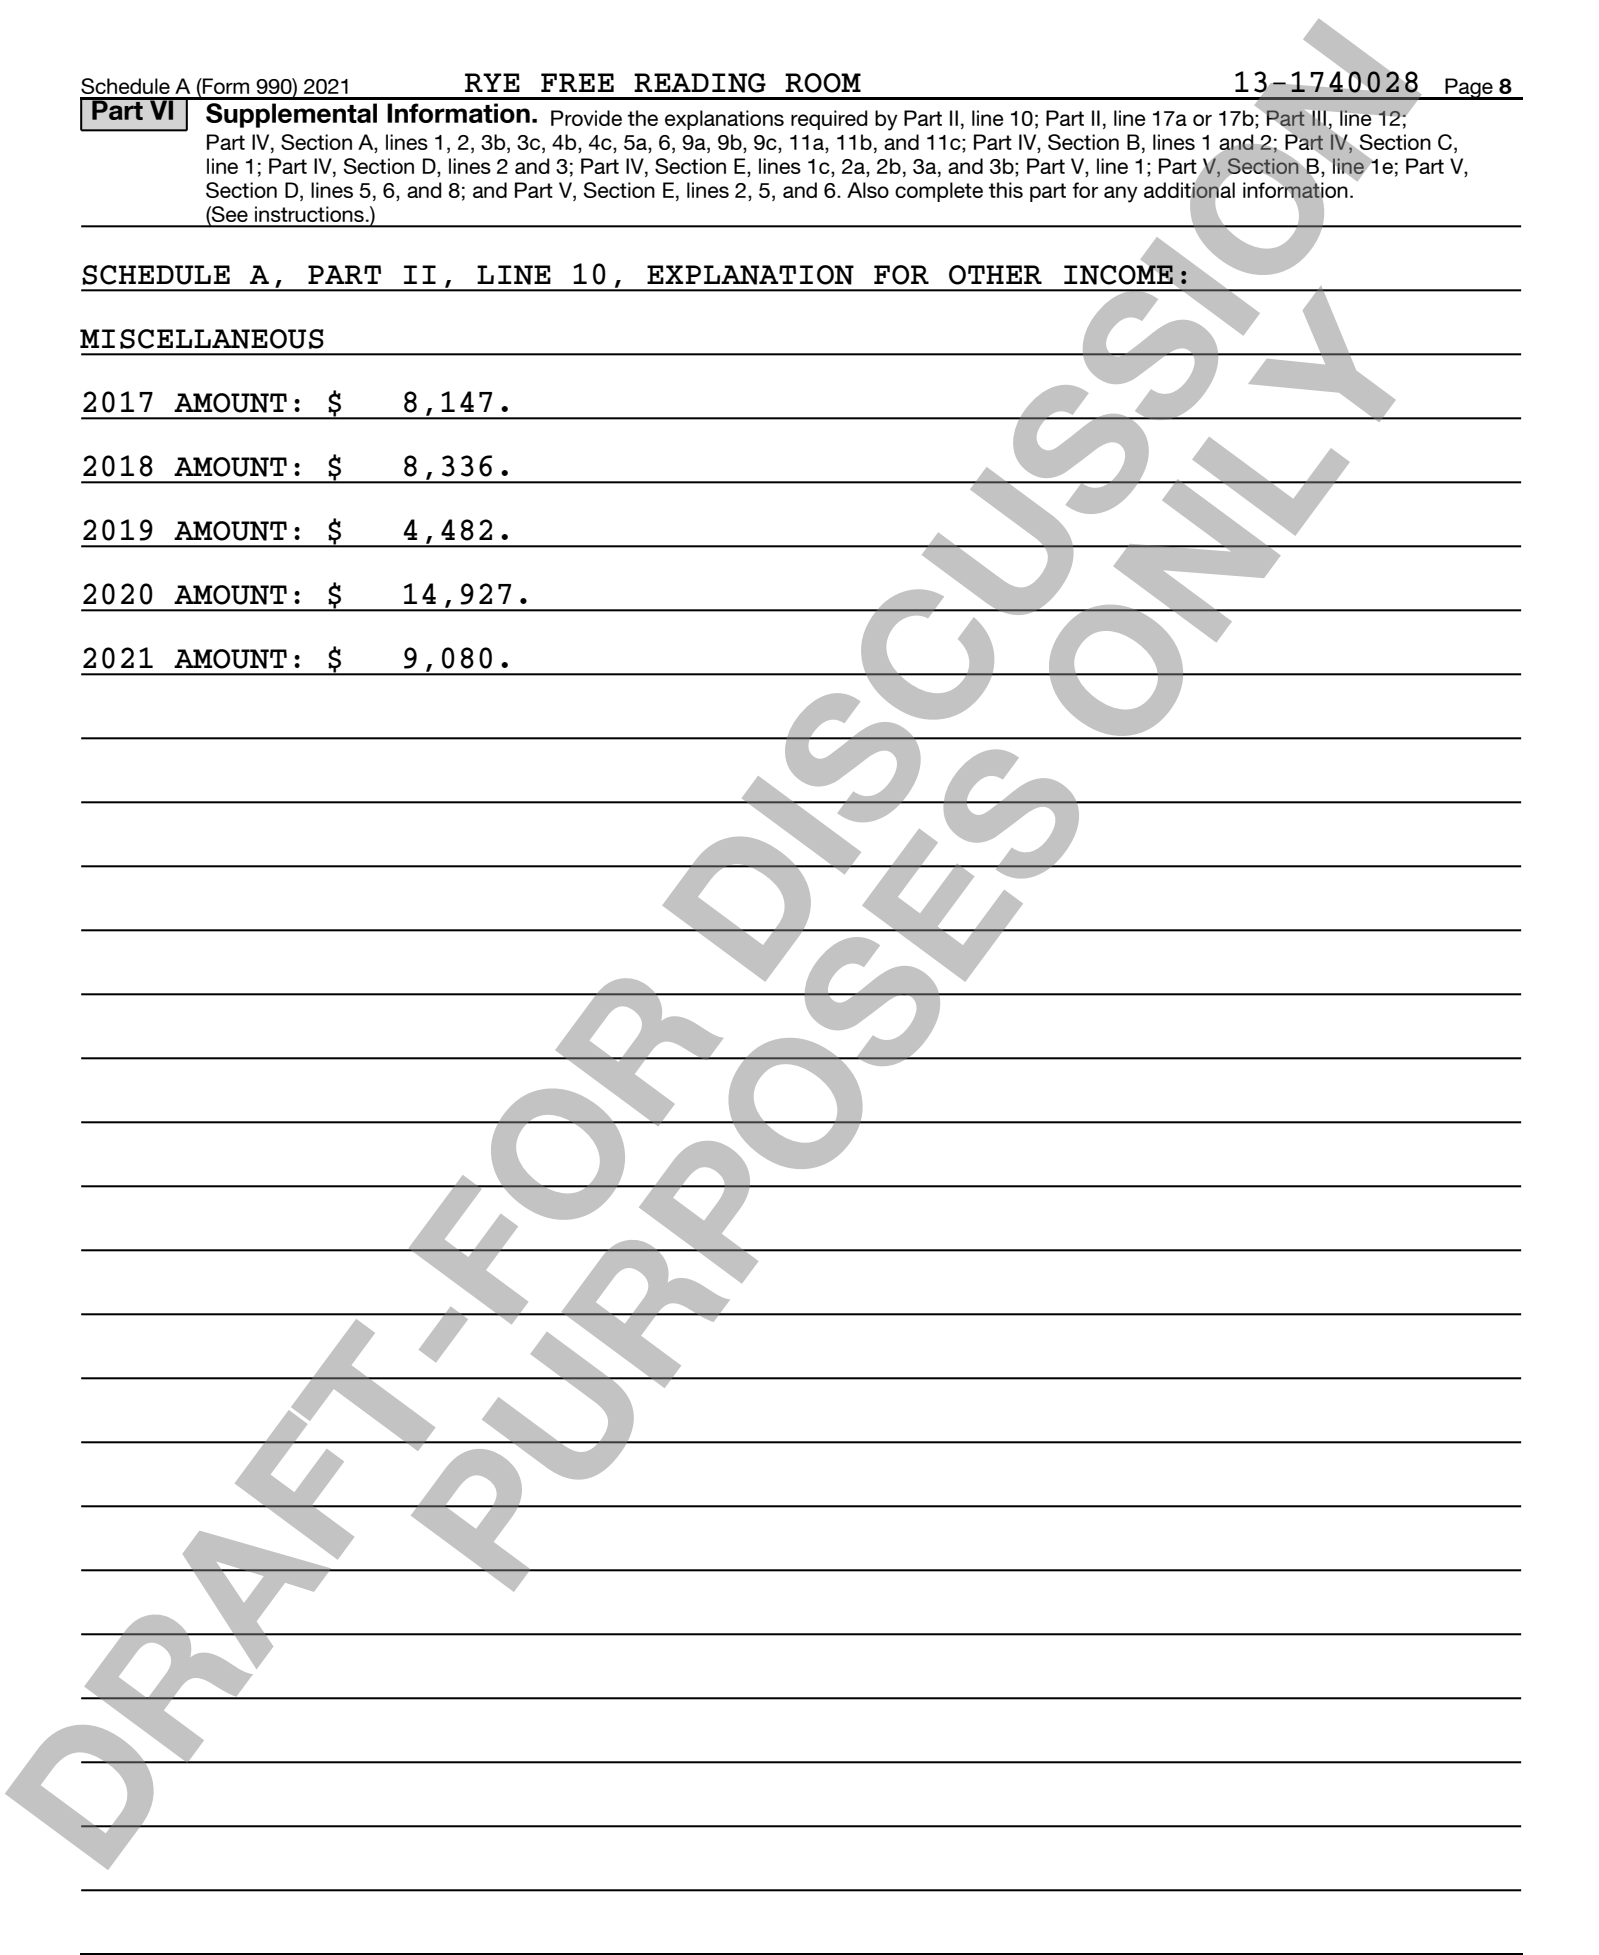 Schedule A (Form 990) 2021 RYE FREE READING ROOM 13-1740028 Page 8
Part VI Supplemental Information. Provide the explanations required by Part II, line 10; Part II, line 17a or 17b; Part III, line 12;
Part IV, Section A, lines 1, 2, 3b, 3c, 4b, 4c, 5a, 6, 9a, 9b, 9c, 11a, 11b, and 11c; Part IV, Section B, lines 1 and 2; Part IV, Section C,
line 1; Part IV, Section D, lines 2 and 3; Part IV, Section E, lines 1c, 2a, 2b, 3a, and 3b; Part V, line 1; Part V, Section B, line 1e; Part V,
Section D, lines 5, 6, and 8; and Part V, Section E, lines 2, 5, and 6. Also complete this part for any additional information.
(See instructions.)
SCHEDULE A, PART II, LINE 10, EXPLANATION FOR OTHER INCOME:
MISCELLANEOUS
2017 AMOUNT: $ 8,147.
2018 AMOUNT: $ 8,336.
2019 AMOUNT: $ 4,482.
2020 AMOUNT: $ 14,927.
2021 AMOUNT: $ 9,080.
DRAFT-FOR DISCUSSION
PURPOSES ONLY